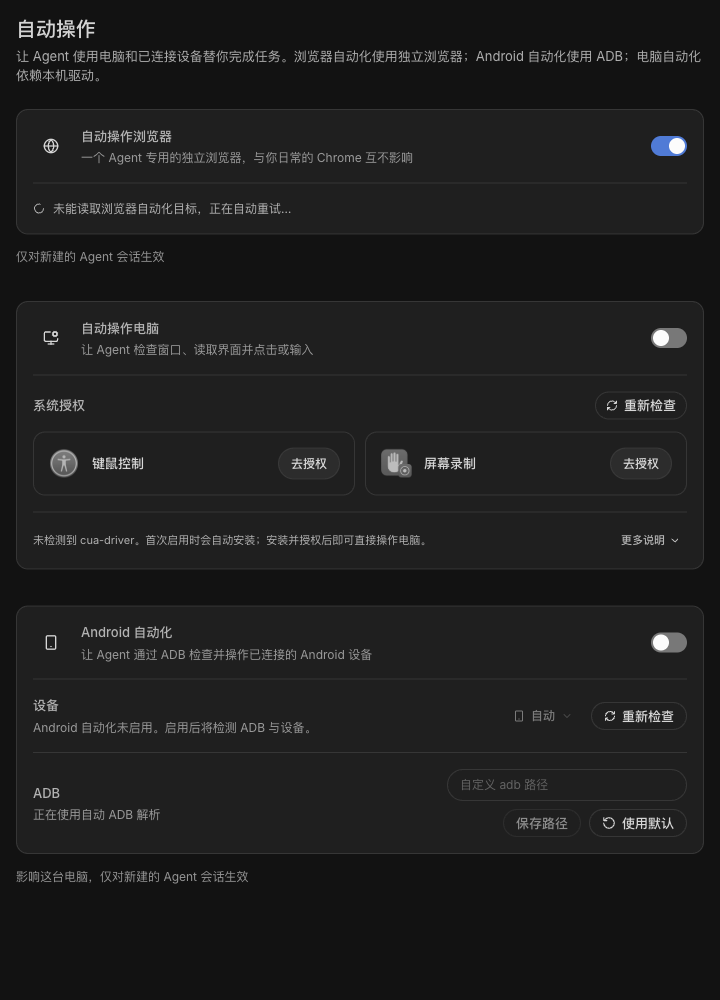 自动操作
让 Agent 使用电脑和已连接设备替你完成任务。浏览器自动化使用独立浏览器；Android 自动化使用 ADB；电脑自动化
依赖本机驱动。
自动操作浏览器
一个 Agent 专用的独立浏览器，与你日常的 Chrome 互不影响
未能读取浏览器自动化目标，正在自动重试...
仅对新建的 Agent 会话生效
自动操作电脑
让 Agent 检查窗口、读取界面并点击或输入
系统授权
重新检查
键鼠控制
去授权
屏幕录制
去授权
未检测到 cua-driver。首次启用时会自动安装；安装并授权后即可直接操作电脑。
更多说明
Android 自动化
让 Agent 通过 ADB 检查并操作已连接的 Android 设备
设备
Android 自动化未启用。启用后将检测 ADB 与设备。
自动
重新检查
ADB
正在使用自动 ADB 解析
自定义 adb 路径
保存路径
使用默认
影响这台电脑，仅对新建的 Agent 会话生效